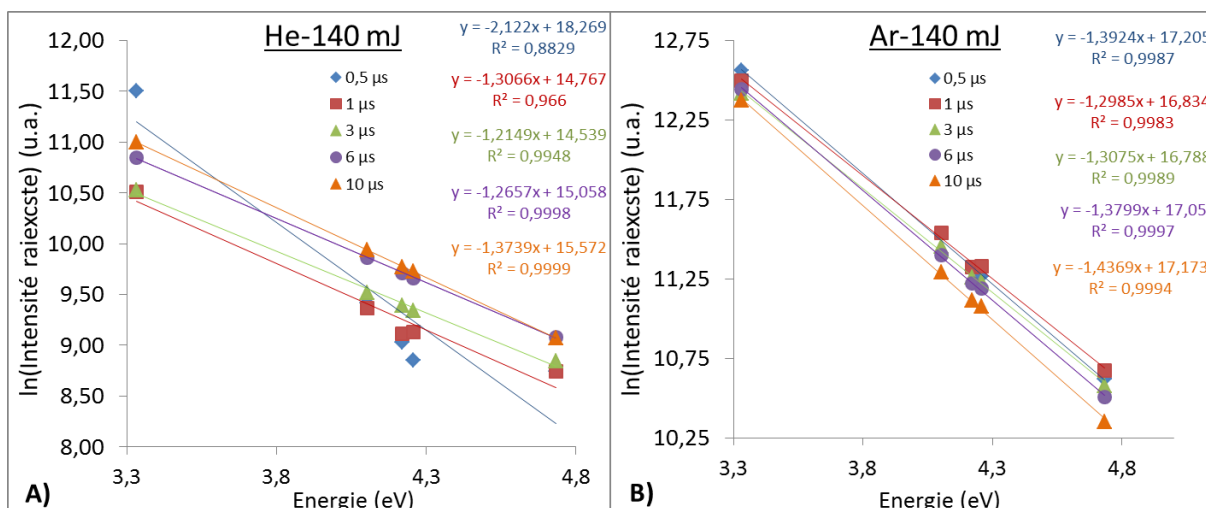 He-140 mJ
12,00
11,50
11,00
10,50
10,00
9,50
9,00
8,50
8,00
ln(Intensité raiexcste) (u.a.)
0,5 µs
1 µs
3 µs
6 µs
10 µs
y = -2,122x + 18,269
R² = 0,8829
y = -1,3066x + 14,767
R² = 0,966
y = -1,2149x + 14,539
R² = 0,9948
y = -1,2657x + 15,058
R² = 0,9998
y = -1,3739x + 15,572
R² = 0,9999
3,3
3,8
4,3
4,8
Energie (eV)
A)
Ar-140 mJ
12,75
12,25
11,75
11,25
10,75
10,25
ln(Intensité raiexcste) (u.a.)
0,5 µs
1 µs
3 µs
6 µs
10 µs
y = -1,3924x + 17,205
R² = 0,9987
y = -1,2985x + 16,834
R² = 0,9983
y = -1,3075x + 16,788
R² = 0,9989
y = -1,3799x + 17,05
R² = 0,9997
y = -1,4369x + 17,173
R² = 0,9994
3,3
3,8
4,3
4,8
Energie (eV)
B)